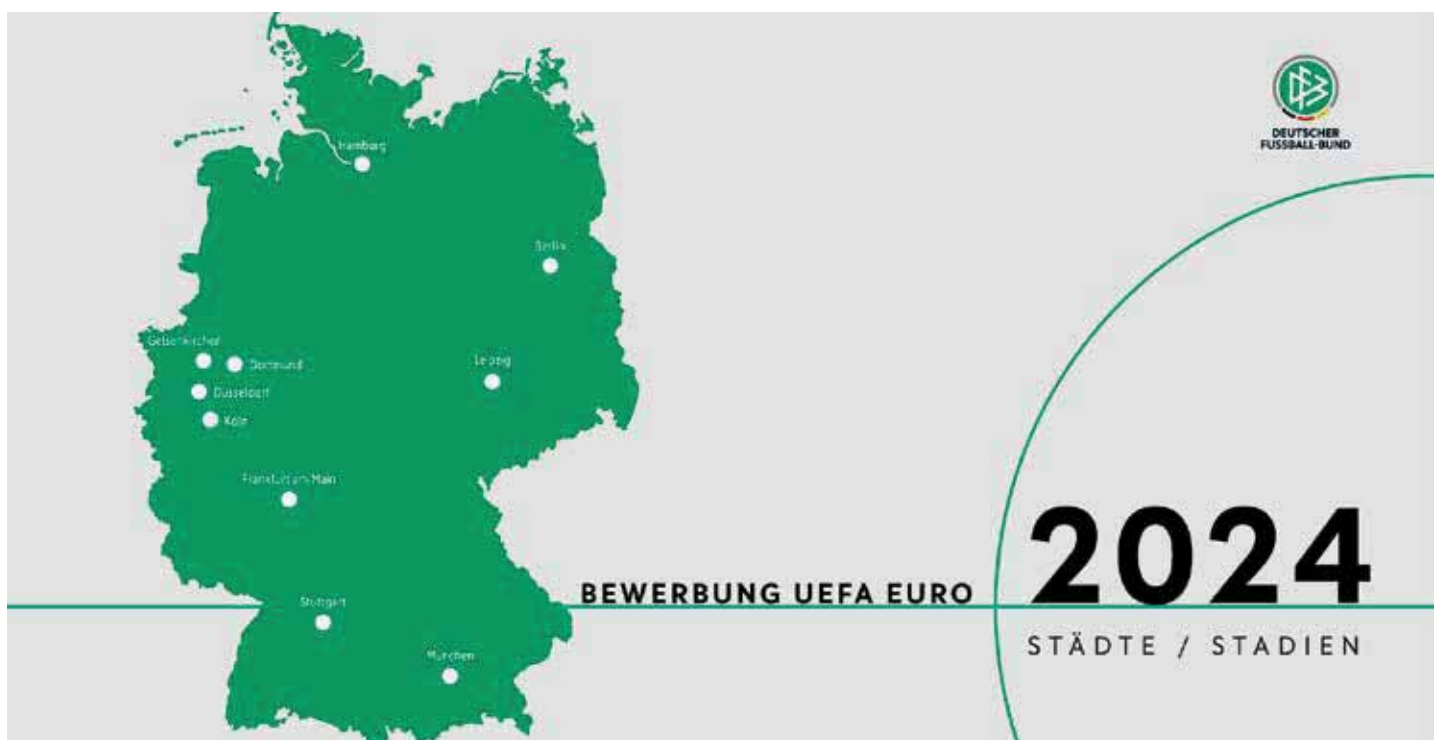 DEUTSCHER
FUSSBALL-BUND
Hamburg
Berlin
Gelsenkirchen
Dortmund
Leipzig
Düsseldorf
Köln
Frankfurt am Main
Stuttgart
München
BEWERBUNG UEFA EURO
2024
STÄDTE / STADIEN